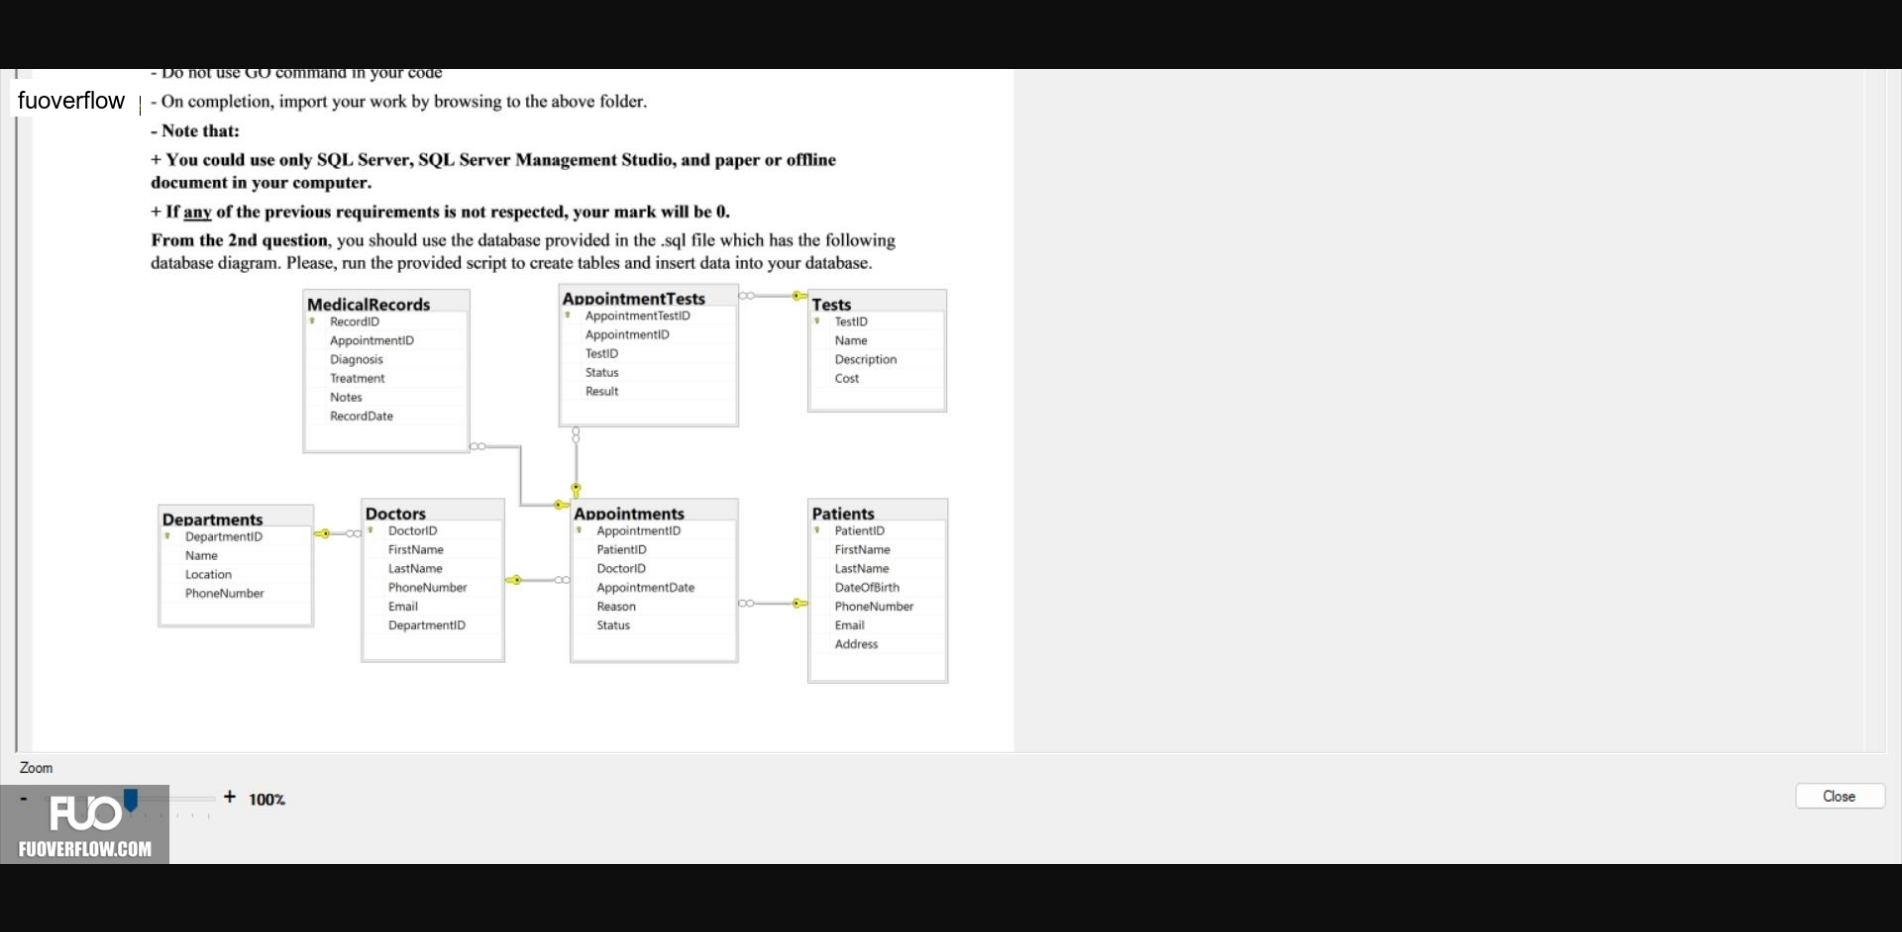 - Do not use GO command in your code
fuoverflow
- On completion, import your work by browsing to the above folder.
- Note that:
+ You could use only SQL Server, SQL Server Management Studio, and paper or offline
document in your computer.
+ If any of the previous requirements is not respected, your mark will be 0.
From the 2nd question, you should use the database provided in the .sql file which has the following
database diagram. Please, run the provided script to create tables and insert data into your database.
MedicalRecords
RecordID
AppointmentID
Diagnosis
Treatment
Notes
RecordDate
AppointmentTests
AppointmentTestID
AppointmentID
TestID
Status
Result
Tests
TestID
Name
Description
Cost
Departments
DepartmentID
Name
Location
PhoneNumber
Doctors
DoctorID
FirstName
LastName
PhoneNumber
Email
DepartmentID
Appointments
AppointmentID
PatientID
DoctorID
AppointmentDate
Reason
Status
Patients
PatientID
FirstName
LastName
DateOfBirth
PhoneNumber
Email
Address
Zoom
- + 100%
Close
FUO
FUOVERFLOW.COM